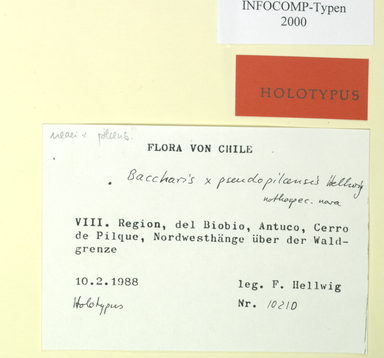 INFOCOMP-Typen
2000
HOLOTYPUS
neaei x pilcensis
FLORA VON CHILE
. Baccharis x pseudopilcensis Hellwig
nothospec. nova
VIII. Region, del Biobio, Antuco, Cerro
de Pilque, Nordwesthänge über der Wald-
grenze
10.2.1988 leg. F. Hellwig
Holotypus Nr. 1021D